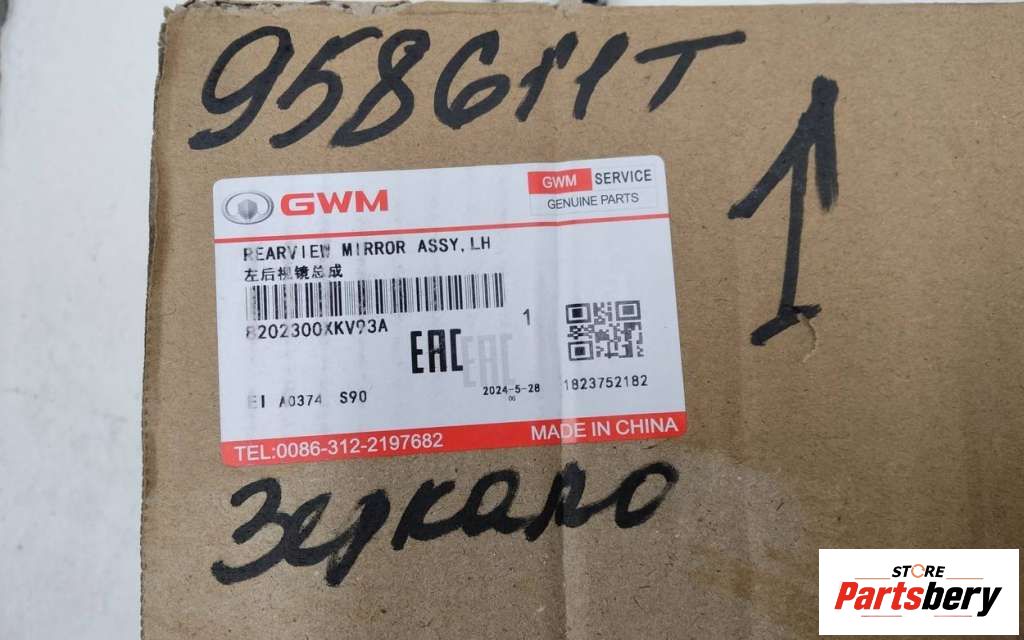 958611T
GWM
GWM SERVICE
GENUINE PARTS
REARVIEW MIRROR ASSY,LH
左后视镜总成
8202300XKV93A
1
EAC EAC
EI A0374 S90
2024-5-28
06
1823752182
TEL:0086-312-2197682
MADE IN CHINA
Зеркало
STORE
Partsbery